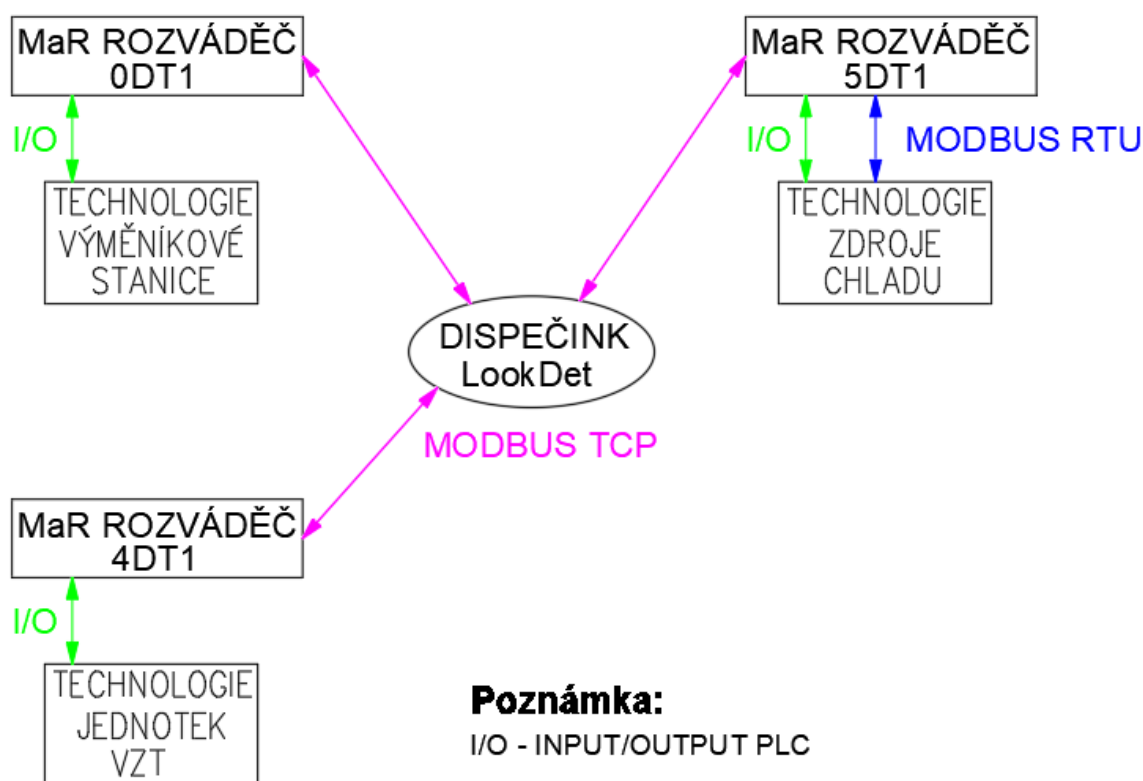 MaR ROZVÁDĚČ
0DT1
I/O
TECHNOLOGIE
VÝMĚNÍKOVÉ
STANICE
MaR ROZVÁDĚČ
5DT1
I/O
MODBUS RTU
TECHNOLOGIE
ZDROJE
CHLADU
DISPEČINK
LookDet
MODBUS TCP
MaR ROZVÁDĚČ
4DT1
I/O
TECHNOLOGIE
JEDNOTEK
VZT
Poznámka:
I/O - INPUT/OUTPUT PLC